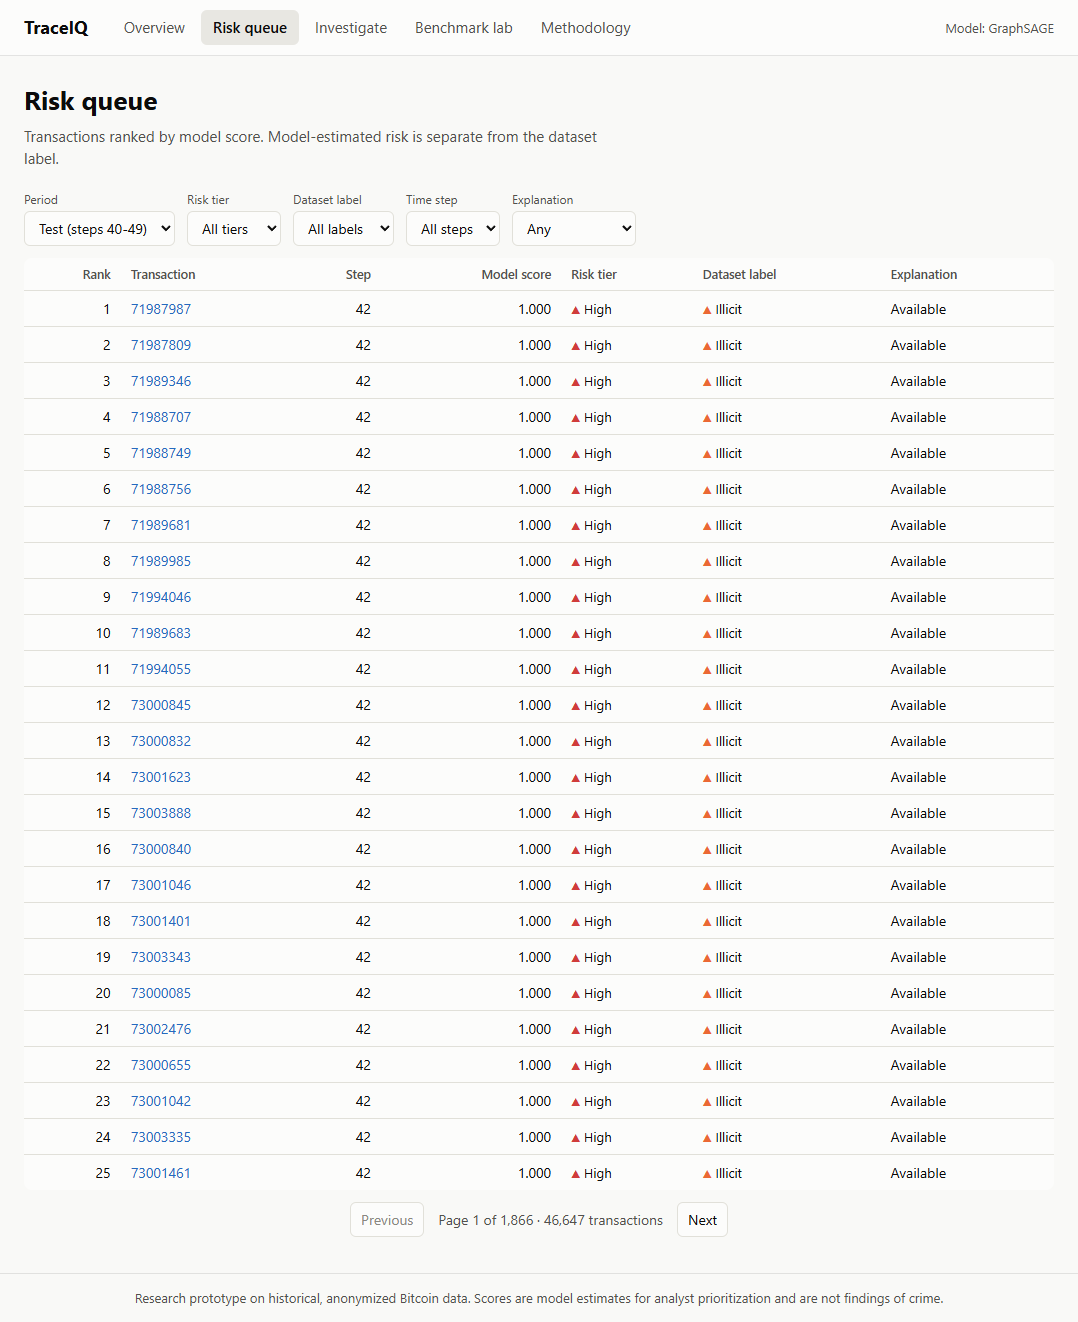 TraceIQ Overview Risk queue Investigate Benchmark lab Methodology Model: GraphSAGE
Risk queue
Transactions ranked by model score. Model-estimated risk is separate from the dataset
label.
Period Risk tier Dataset label Time step Explanation
Test (steps 40-49) All tiers All labels All steps Any
Rank Transaction Step Model score Risk tier Dataset label Explanation
1 71987987 42 1.000 ▲ High ▲ Illicit Available
2 71987809 42 1.000 ▲ High ▲ Illicit Available
3 71989346 42 1.000 ▲ High ▲ Illicit Available
4 71988707 42 1.000 ▲ High ▲ Illicit Available
5 71988749 42 1.000 ▲ High ▲ Illicit Available
6 71988756 42 1.000 ▲ High ▲ Illicit Available
7 71989681 42 1.000 ▲ High ▲ Illicit Available
8 71989985 42 1.000 ▲ High ▲ Illicit Available
9 71994046 42 1.000 ▲ High ▲ Illicit Available
10 71989683 42 1.000 ▲ High ▲ Illicit Available
11 71994055 42 1.000 ▲ High ▲ Illicit Available
12 73000845 42 1.000 ▲ High ▲ Illicit Available
13 73000832 42 1.000 ▲ High ▲ Illicit Available
14 73001623 42 1.000 ▲ High ▲ Illicit Available
15 73003888 42 1.000 ▲ High ▲ Illicit Available
16 73000840 42 1.000 ▲ High ▲ Illicit Available
17 73001046 42 1.000 ▲ High ▲ Illicit Available
18 73001401 42 1.000 ▲ High ▲ Illicit Available
19 73003343 42 1.000 ▲ High ▲ Illicit Available
20 73000085 42 1.000 ▲ High ▲ Illicit Available
21 73002476 42 1.000 ▲ High ▲ Illicit Available
22 73000655 42 1.000 ▲ High ▲ Illicit Available
23 73001042 42 1.000 ▲ High ▲ Illicit Available
24 73003335 42 1.000 ▲ High ▲ Illicit Available
25 73001461 42 1.000 ▲ High ▲ Illicit Available
Previous Page 1 of 1,866 · 46,647 transactions Next
Research prototype on historical, anonymized Bitcoin data. Scores are model estimates for analyst prioritization and are not findings of crime.